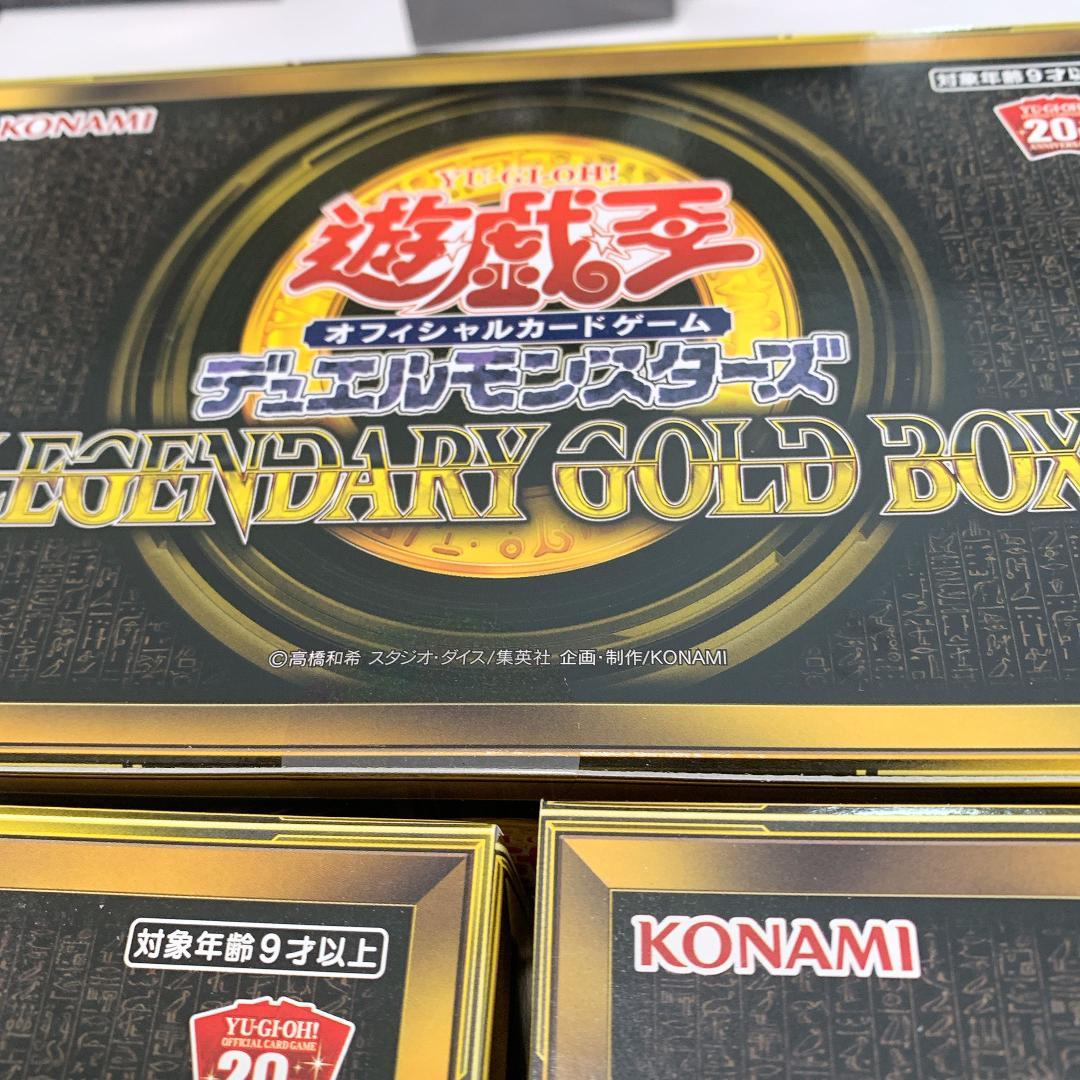 KONAMI
対象年齢9才以
YU-GI-OH!
20
ANNIVERSA
YU-GI-OH!
遊戯王
オフィシャルカードゲーム
デュエルモンスターズ
LEGENDARY GOLD BOX
©高橋和希 スタジオ・ダイス/集英社 企画・制作/KONAMI
対象年齢9才以上
YU-GI-OH!
OFFICIAL CARD GAME
20
KONAMI